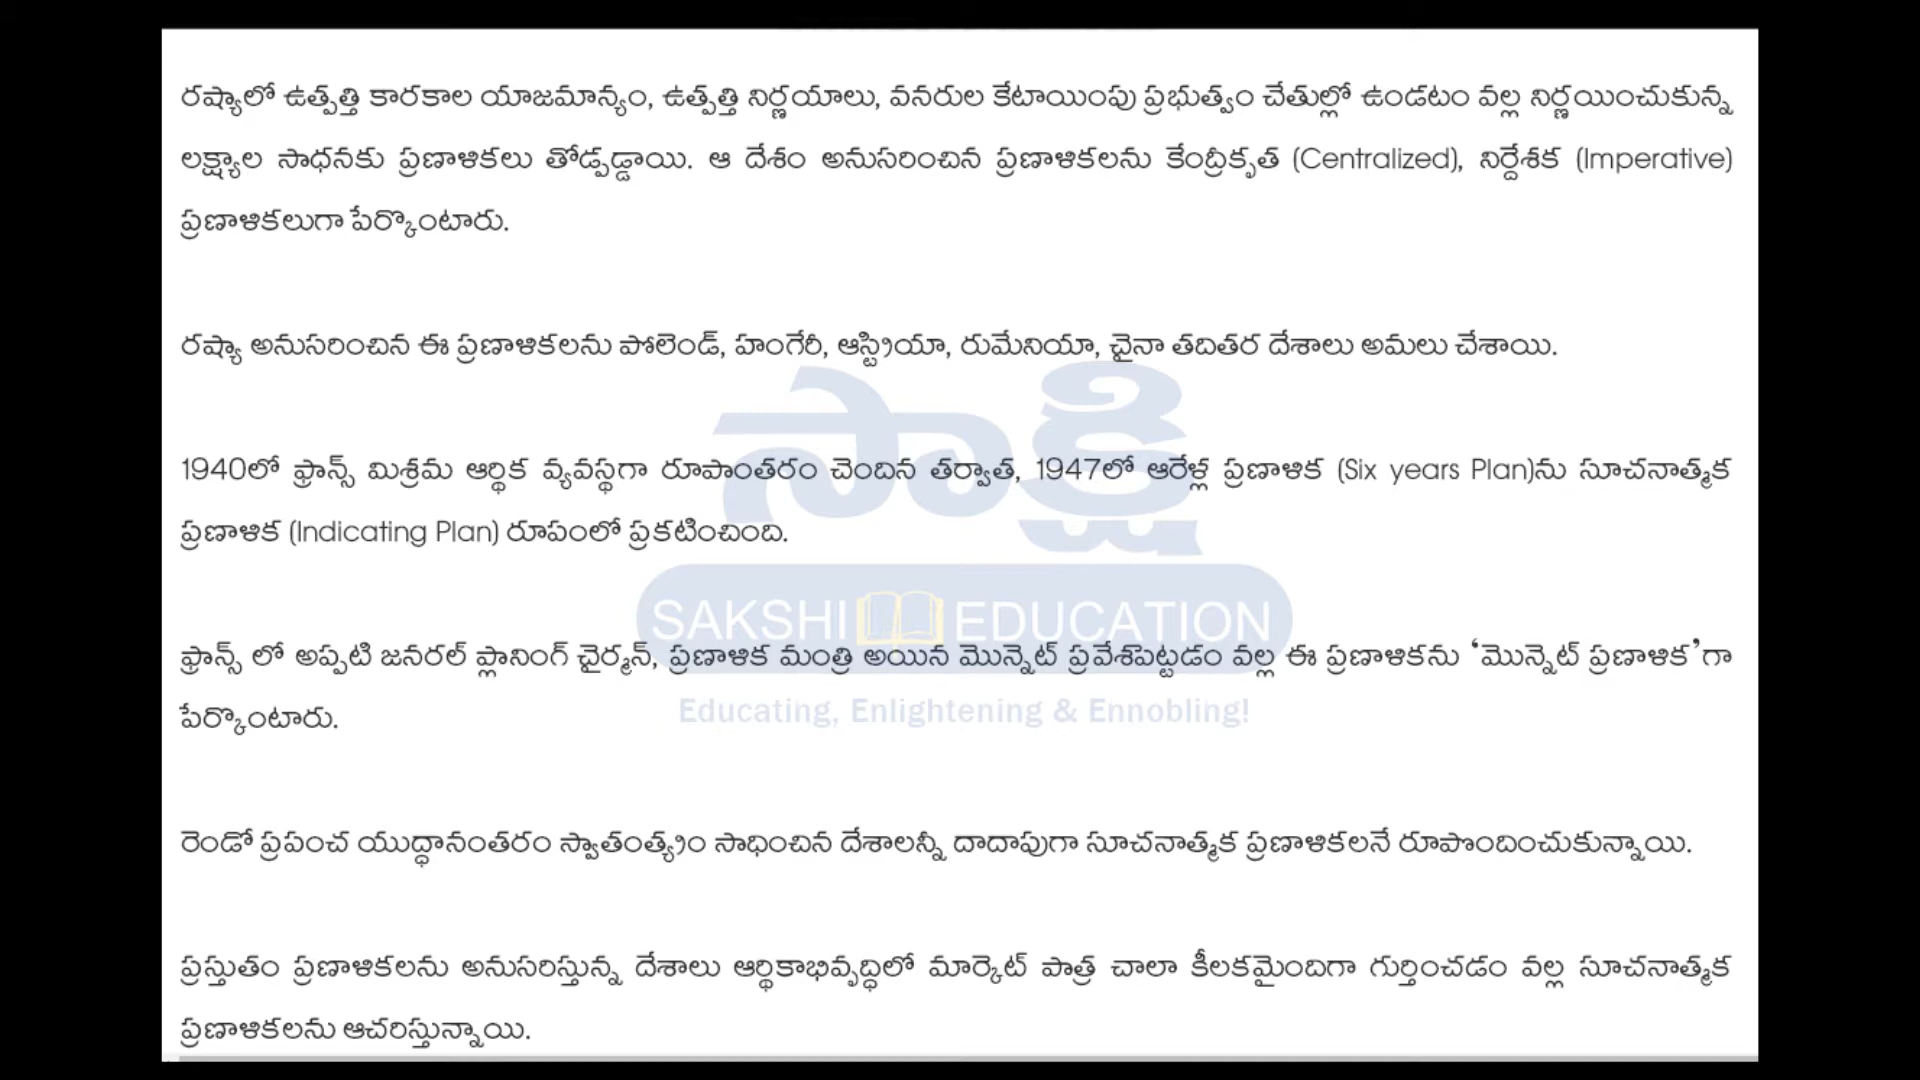 రష్యాలో ఉత్పత్తి కారకాల యాజమాన్యం, ఉత్పత్తి నిర్ణయాలు, వనరుల కేటాయింపు ప్రభుత్వం చేతుల్లో ఉండటం వల్ల నిర్ణయించుకున్న
లక్ష్యాల సాధనకు ప్రణాళికలు తోడ్పడ్డాయి. ఆ దేశం అనుసరించిన ప్రణాళికలను కేంద్రీకృత (Centralized), నిర్దేశక (Imperative)
ప్రణాళికలుగా పేర్కొంటారు.
రష్యా అనుసరించిన ఈ ప్రణాళికలను పోలెండ్, హంగేరీ, ఆస్ట్రియా, రుమేనియా, చైనా తదితర దేశాలు అమలు చేశాయి.
సాక్షి
1940లో ఫ్రాన్స్ మిశ్రమ ఆర్థిక వ్యవస్థగా రూపాంతరం చెందిన తర్వాత, 1947లో ఆరేళ్ల ప్రణాళిక (Six years Plan)ను సూచనాత్మక
ప్రణాళిక (Indicating Plan) రూపంలో ప్రకటించింది.
SAKSHI EDUCATION
ఫ్రాన్స్ లో అప్పటి జనరల్ ప్లానింగ్ చైర్మన్, ప్రణాళిక మంత్రి అయిన మొన్నెట్ ప్రవేశపెట్టడం వల్ల ఈ ప్రణాళికను ‘మొన్నెట్ ప్రణాళిక’గా
పేర్కొంటారు.
Educating, Enlightening & Ennobling!
రెండో ప్రపంచ యుద్ధానంతరం స్వాతంత్య్రం సాధించిన దేశాలన్నీ దాదాపుగా సూచనాత్మక ప్రణాళికలనే రూపొందించుకున్నాయి.
ప్రస్తుతం ప్రణాళికలను అనుసరిస్తున్న దేశాలు ఆర్థికాభివృద్ధిలో మార్కెట్ పాత్ర చాలా కీలకమైందిగా గుర్తించడం వల్ల సూచనాత్మక
ప్రణాళికలను ఆచరిస్తున్నాయి.